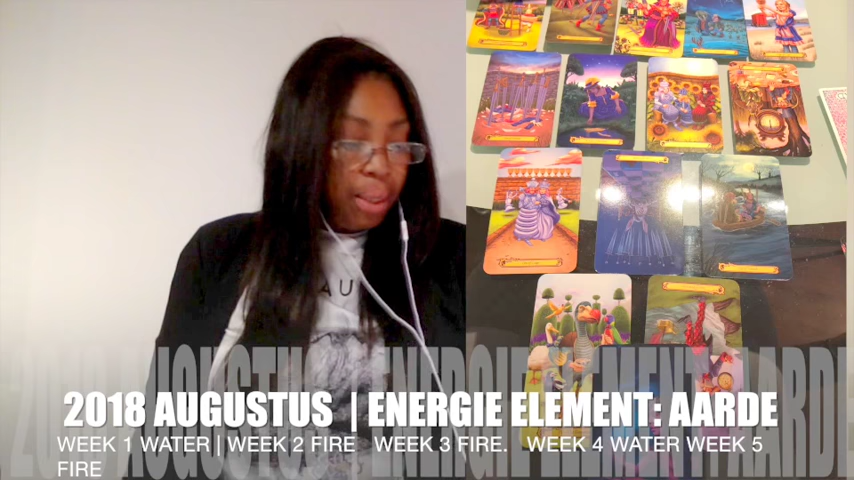 AU
2018 AUGUSTUS | ENERGIE ELEMENT: AARDE
WEEK 1 WATER | WEEK 2 FIRE WEEK 3 FIRE. WEEK 4 WATER WEEK 5
FIRE